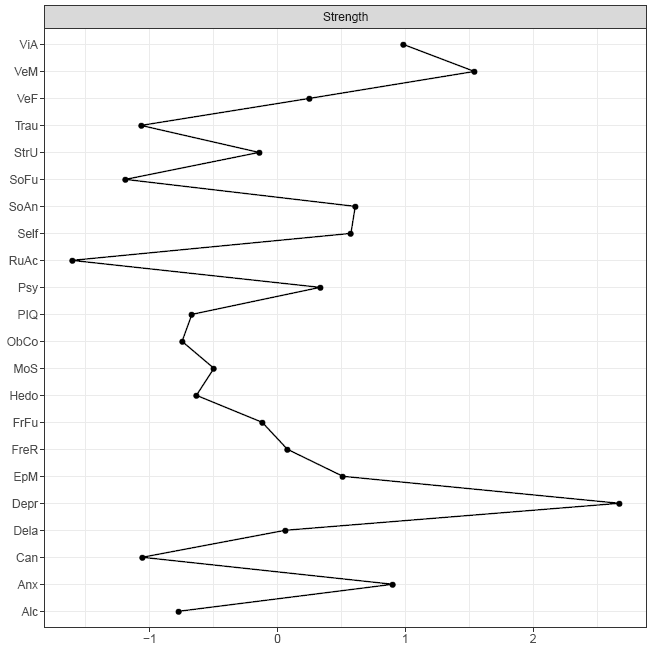 Strength
ViA
VeM
VeF
Trau
StrU
SoFu
SoAn
Self
RuAc
Psy
PIQ
ObCo
MoS
Hedo
FrFu
FreR
EpM
Depr
Dela
Can
Anx
Alc
−1 0 1 2